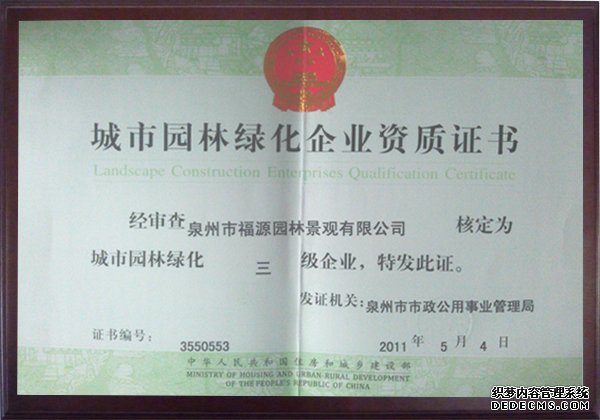 城市园林绿化企业资质证书
Landscape Construction Enterprises Qualification Certificate
经审查泉州市福源园林景观有限公司 核定为
城市园林绿化 三 级企业，特发此证。
发证机关：泉州市市政公用事业管理局
证书编号： 3550553 2011 年 5 月 4 日
中华人民共和国住房和城乡建设部
MINISTRY OF HOUSING AND URBAN-RURAL DEVELOPMENT
OF THE PEOPLE'S REPUBLIC OF CHINA
织梦内容管理系统
DEDECMS.COM